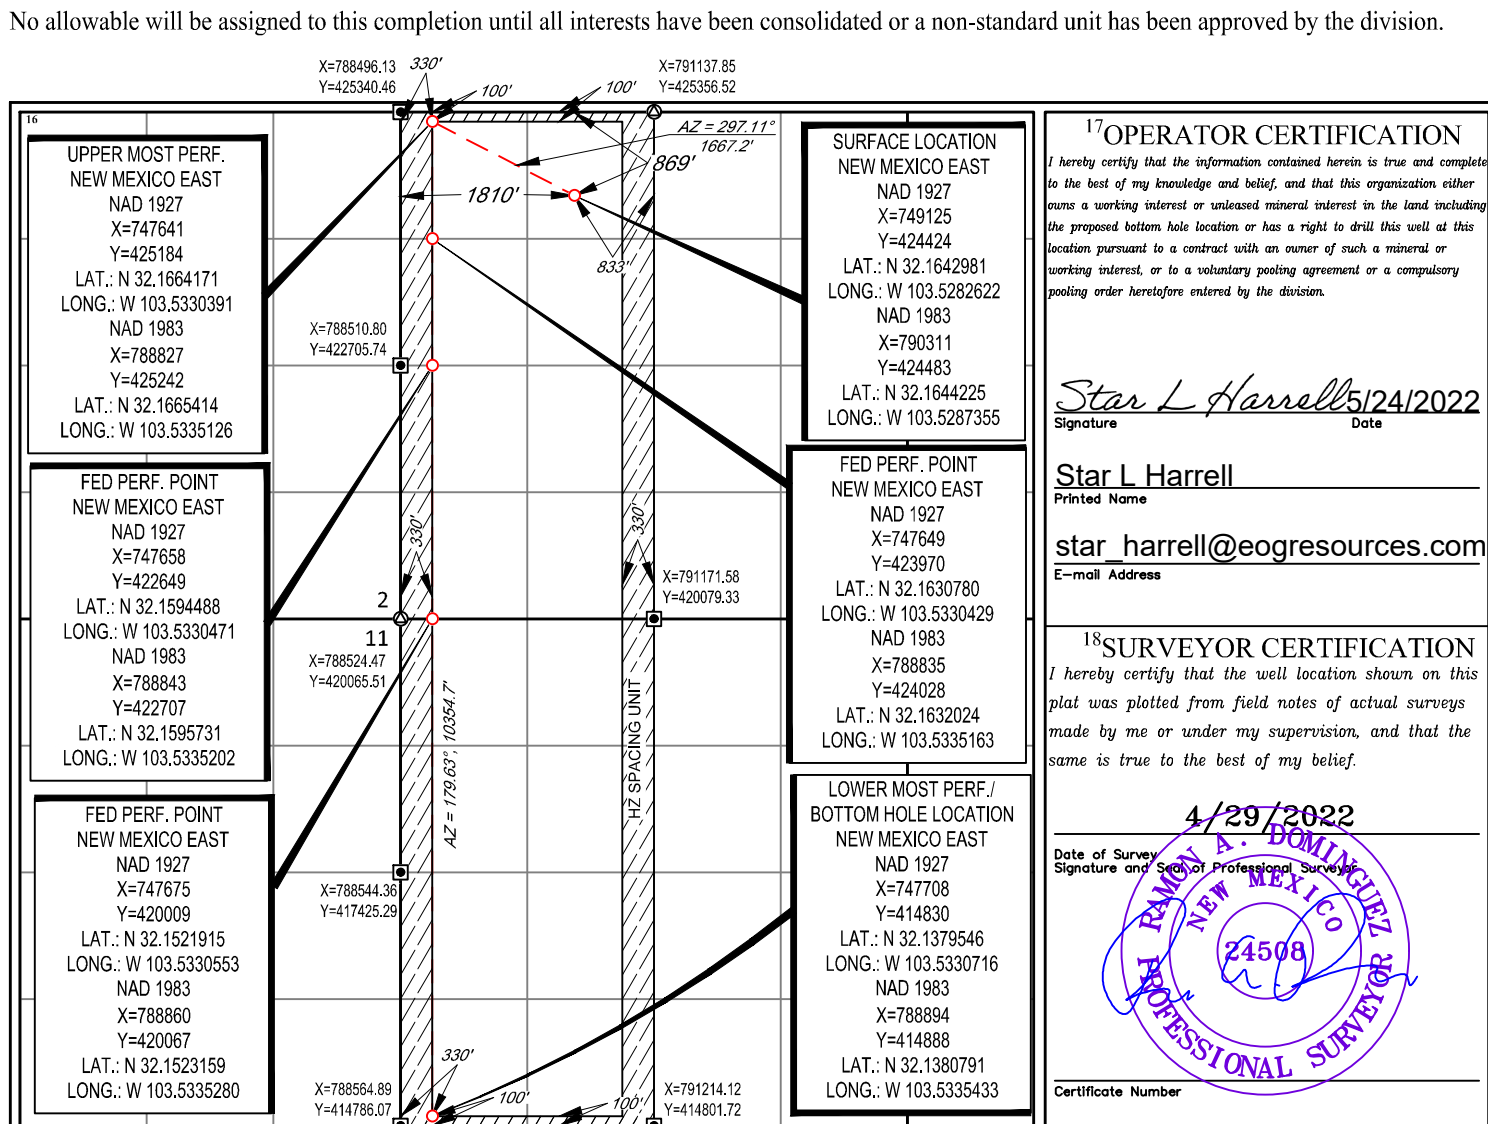 No allowable will be assigned to this completion until all interests have been consolidated or a non-standard unit has been approved by the division.
X=788496.13
Y=425340.46
330'
100'
100'
X=791137.85
Y=425356.52
16
UPPER MOST PERF.
NEW MEXICO EAST
NAD 1927
X=747641
Y=425184
LAT.: N 32.1664171
LONG.: W 103.5330391
NAD 1983
X=788827
Y=425242
LAT.: N 32.1665414
LONG.: W 103.5335126
AZ = 297.11°
1667.2'
869'
1810'
833'
SURFACE LOCATION
NEW MEXICO EAST
NAD 1927
X=749125
Y=424424
LAT.: N 32.1642981
LONG.: W 103.5282622
NAD 1983
X=790311
Y=424483
LAT.: N 32.1644225
LONG.: W 103.5287355
X=788510.80
Y=422705.74
FED PERF. POINT
NEW MEXICO EAST
NAD 1927
X=747658
Y=422649
LAT.: N 32.1594488
LONG.: W 103.5330471
NAD 1983
X=788843
Y=422707
LAT.: N 32.1595731
LONG.: W 103.5335202
FED PERF. POINT
NEW MEXICO EAST
NAD 1927
X=747649
Y=423970
LAT.: N 32.1630780
LONG.: W 103.5330429
NAD 1983
X=788835
Y=424028
LAT.: N 32.1632024
LONG.: W 103.5335163
330'
330'
X=791171.58
Y=420079.33
2
11
X=788524.47
Y=420065.51
AZ = 179.63°, 10354.7'
HZ SPACING UNIT
FED PERF. POINT
NEW MEXICO EAST
NAD 1927
X=747675
Y=420009
LAT.: N 32.1521915
LONG.: W 103.5330553
NAD 1983
X=788860
Y=420067
LAT.: N 32.1523159
LONG.: W 103.5335280
X=788544.36
Y=417425.29
LOWER MOST PERF./
BOTTOM HOLE LOCATION
NEW MEXICO EAST
NAD 1927
X=747708
Y=414830
LAT.: N 32.1379546
LONG.: W 103.5330716
NAD 1983
X=788894
Y=414888
LAT.: N 32.1380791
LONG.: W 103.5335433
330'
100'
100'
X=788564.89
Y=414786.07
X=791214.12
Y=414801.72
17OPERATOR CERTIFICATION
I hereby certify that the information contained herein is true and complete
to the best of my knowledge and belief, and that this organization either
owns a working interest or unleased mineral interest in the land including
the proposed bottom hole location or has a right to drill this well at this
location pursuant to a contract with an owner of such a mineral or
working interest, or to a voluntary pooling agreement or a compulsory
pooling order heretofore entered by the division.
Star L Harrell 5/24/2022
Signature Date
Star L Harrell
Printed Name
star_harrell@eogresources.com
E-mail Address
18SURVEYOR CERTIFICATION
I hereby certify that the well location shown on this
plat was plotted from field notes of actual surveys
made by me or under my supervision, and that the
same is true to the best of my belief.
4/29/2022
Date of Survey
Signature and Seal of Professional Surveyor
RAMON A. DOMINGUEZ
NEW MEXICO
24508
PROFESSIONAL SURVEYOR
Certificate Number